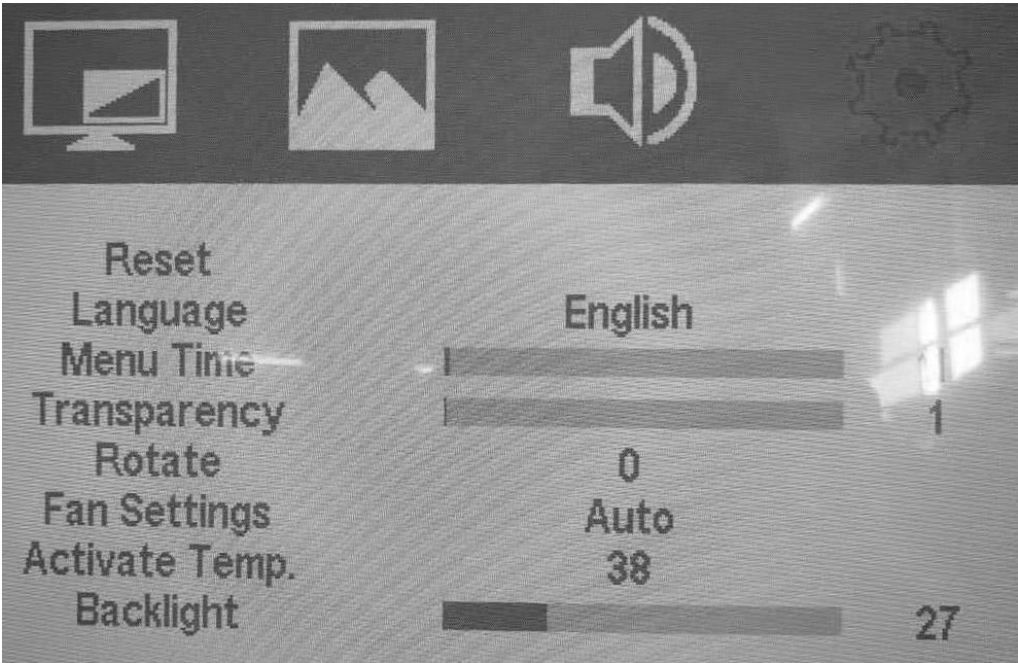 Reset
Language English
Menu Time
Transparency 1
Rotate 0
Fan Settings Auto
Activate Temp. 38
Backlight 27